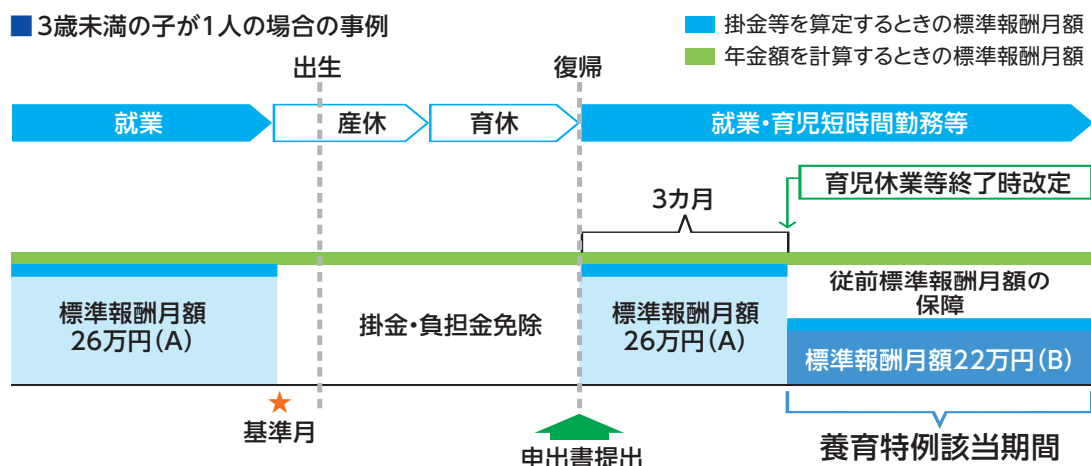 ■3歳未満の子が1人の場合の事例
掛金等を算定するときの標準報酬月額
年金額を計算するときの標準報酬月額
出生
復帰
就業
産休
育休
就業・育児短時間勤務等
育児休業等終了時改定
3カ月
標準報酬月額
26万円(A)
掛金・負担金免除
標準報酬月額
26万円(A)
従前標準報酬月額の
保障
標準報酬月額22万円(B)
★
基準月
申出書提出
養育特例該当期間